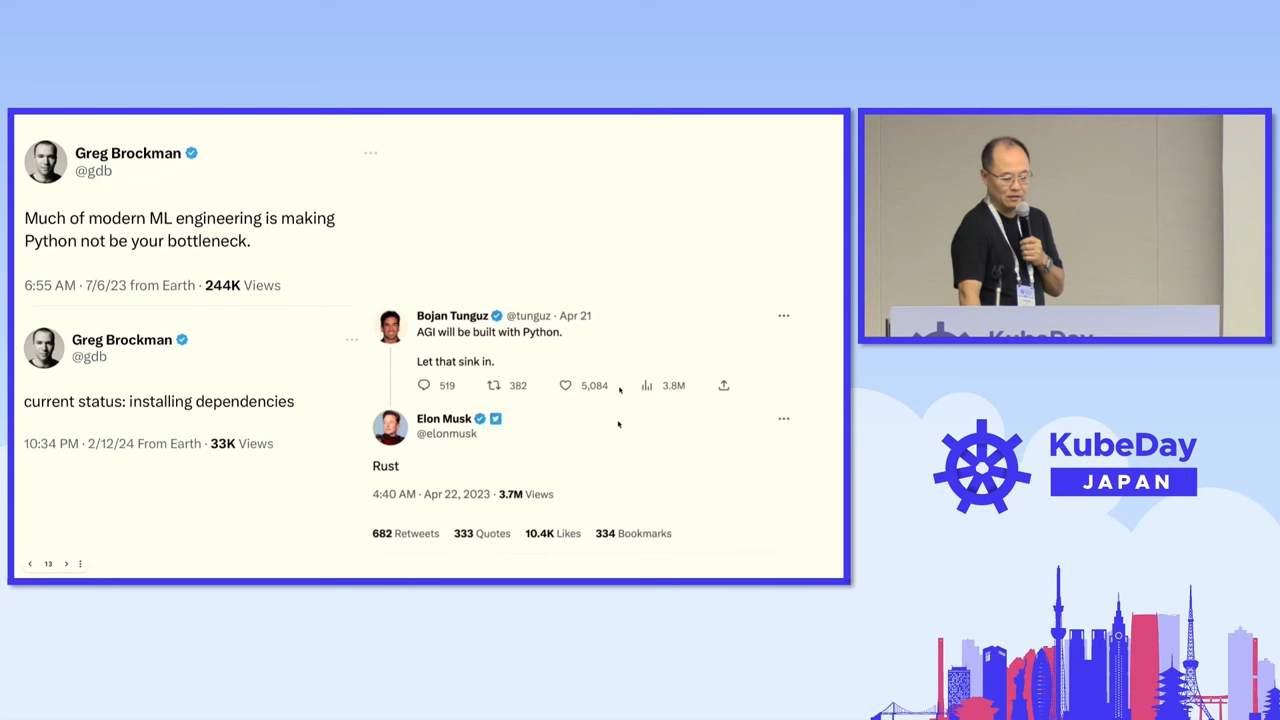 Greg Brockman
@gdb
Much of modern ML engineering is making
Python not be your bottleneck.
6:55 AM · 7/6/23 from Earth · 244K Views
Greg Brockman
@gdb
current status: installing dependencies
10:34 PM · 2/12/24 From Earth · 33K Views
Bojan Tunguz @tunguz · Apr 21
AGI will be built with Python.
Let that sink in.
519 382 5,084 3.8M
Elon Musk
@elonmusk
Rust
4:40 AM · Apr 22, 2023 · 3.7M Views
682 Retweets 333 Quotes 10.4K Likes 334 Bookmarks
13
KubeDay
KubeDay
JAPAN